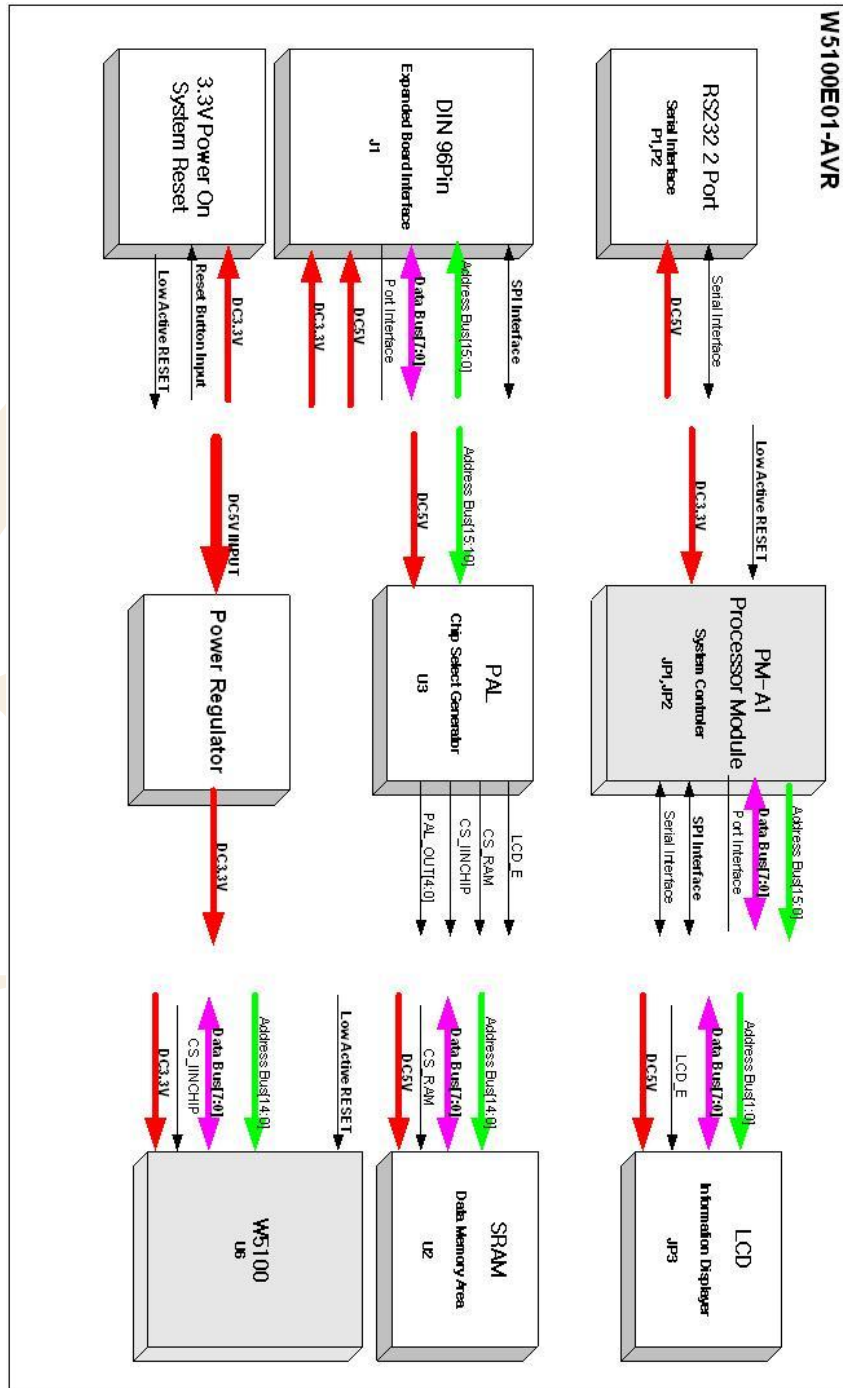 W5100E01-AVR
RS232 2 Port
Serial Interface
P1,P2
Serial Interface
DC5V
Low Active RESET
DC3.3V
PM-A1
Processor Module
System Controler
JP1,JP2
Address Bus[15:0]
Data Bus[7:0]
Port Interface
SPI Interface
Serial Interface
Address Bus[1:0]
Data Bus[7:0]
LCD_E
DC5V
LCD
Information Displayer
JP3
DIN 96Pin
Expanded Board Interface
J1
SPI Interface
Address Bus[15:0]
Data Bus[7:0]
Port Interface
DC5V
DC3.3V
Address Bus[15:10]
DC5V
PAL
Chip Select Generator
U3
LCD_E
CS_RAM
CS_IINCHIP
PAL_OUT[4:0]
Address Bus[14:0]
Data Bus[7:0]
CS_RAM
DC5V
SRAM
Data Memory Area
U2
3.3V Power On
System Reset
DC3.3V
Reset Button Input
Low Active RESET
DC5V INPUT
Power Regulator
DC3.3V
Low Active RESET
Address Bus[14:0]
Data Bus[7:0]
CS_IINCHIP
DC3.3V
W5100
U6